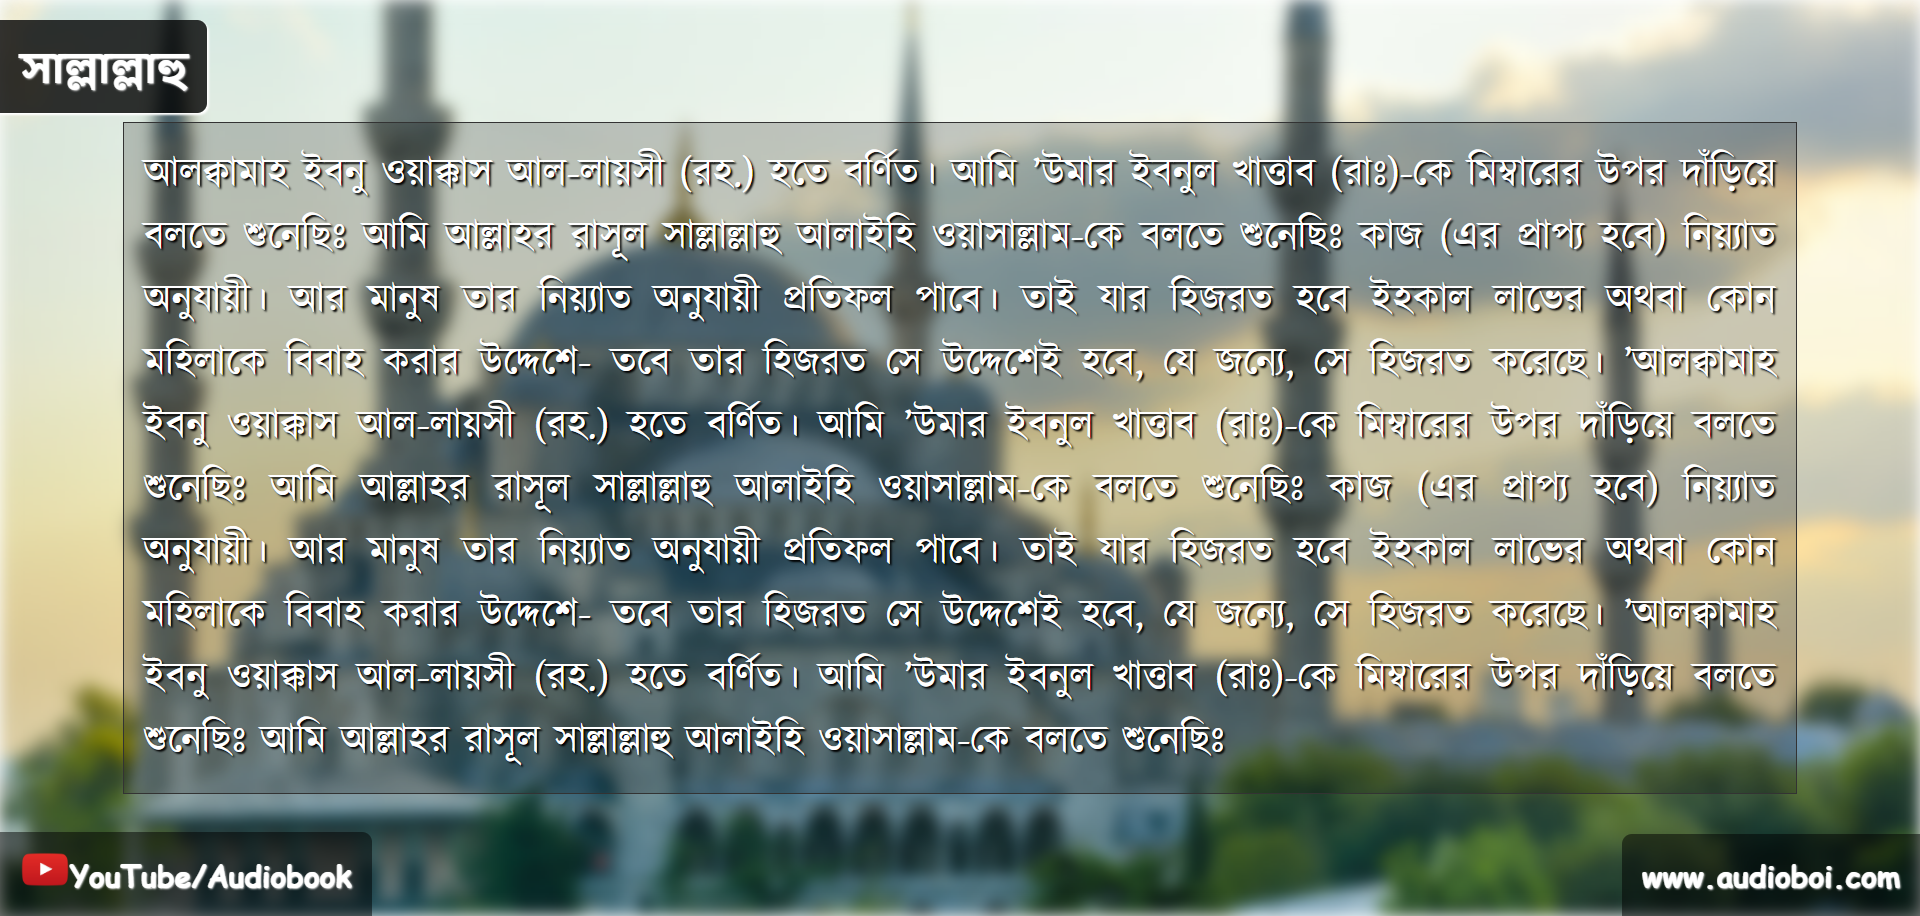 সাল্লাল্লাহু
আলক্বামাহ ইবনু ওয়াক্কাস আল-লায়সী (রহ.) হতে বর্ণিত। আমি ’উমার ইবনুল খাত্তাব (রাঃ)-কে মিম্বারের উপর দাঁড়িয়ে
বলতে শুনেছিঃ আমি আল্লাহর রাসূল সাল্লাল্লাহু আলাইহি ওয়াসাল্লাম-কে বলতে শুনেছিঃ কাজ (এর প্রাপ্য হবে) নিয়্যাত
অনুযায়ী। আর মানুষ তার নিয়্যাত অনুযায়ী প্রতিফল পাবে। তাই যার হিজরত হবে ইহকাল লাভের অথবা কোন
মহিলাকে বিবাহ করার উদ্দেশে- তবে তার হিজরত সে উদ্দেশেই হবে, যে জন্যে, সে হিজরত করেছে। ’আলক্বামাহ
ইবনু ওয়াক্কাস আল-লায়সী (রহ.) হতে বর্ণিত। আমি ’উমার ইবনুল খাত্তাব (রাঃ)-কে মিম্বারের উপর দাঁড়িয়ে বলতে
শুনেছিঃ আমি আল্লাহর রাসূল সাল্লাল্লাহু আলাইহি ওয়াসাল্লাম-কে বলতে শুনেছিঃ কাজ (এর প্রাপ্য হবে) নিয়্যাত
অনুযায়ী। আর মানুষ তার নিয়্যাত অনুযায়ী প্রতিফল পাবে। তাই যার হিজরত হবে ইহকাল লাভের অথবা কোন
মহিলাকে বিবাহ করার উদ্দেশে- তবে তার হিজরত সে উদ্দেশেই হবে, যে জন্যে, সে হিজরত করেছে। ’আলক্বামাহ
ইবনু ওয়াক্কাস আল-লায়সী (রহ.) হতে বর্ণিত। আমি ’উমার ইবনুল খাত্তাব (রাঃ)-কে মিম্বারের উপর দাঁড়িয়ে বলতে
শুনেছিঃ আমি আল্লাহর রাসূল সাল্লাল্লাহু আলাইহি ওয়াসাল্লাম-কে বলতে শুনেছিঃ
YouTube/Audiobook
www.audioboi.com